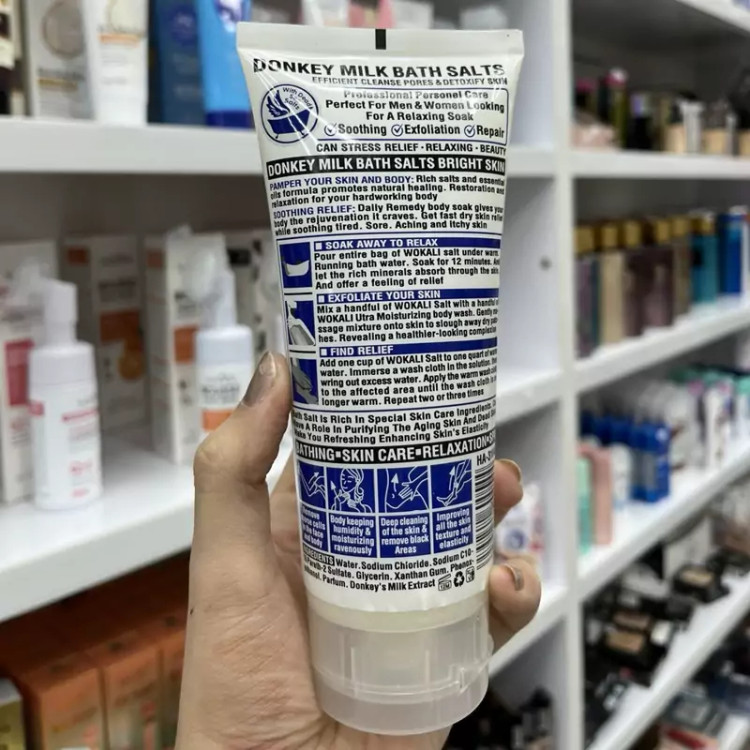 DONKEY MILK BATH SALTS
EFFICIENT CLEANSE PORES & DETOXIFY SKIN
Professional Personal Care
Perfect For Men & Women Looking
For A Relaxing Soak
Soothing Exfoliation Repair
CAN STRESS RELIEF·RELAXING·BEAUTY
DONKEY MILK BATH SALTS BRIGHT SKIN
PAMPER YOUR SKIN AND BODY: Rich salts and essential
oils formula promotes natural healing. Restoration and
relaxation for your hardworking body
SOOTHING RELIEF: Daily Remedy body soak gives your
body the rejuvenation it craves. Get fast dry skin relief
while soothing tired. Sore. Aching and itchy skin
SOAK AWAY TO RELAX
Pour entire bag of WOKALI salt under warm
Running bath water. Soak for 12 minutes. And
let the rich minerals absorb through the skin.
And offer a feeling of relief
EXFOLIATE YOUR SKIN
Mix a handful of WOKALI Salt with a handful of
WOKALI Utra Moisturizing body wash. Gently
ssage mixture onto skin to slough away dry
hes. Revealing a healthier-looking complexion
FIND RELIEF
Add one cup of WOKALI Salt to one quart of warm
water. Immerse a wash cloth in the solution,
wring out excess water. Apply the warm wash
to the affected area until the wash cloth is
longer warm. Repeat two or three times
Bath Salt Is Rich In Special Skin Care Ingredients,
Have A Role In Purifying The Aging Skin And Dead
Make You Refreshing Enhancing Skin's Elasticity
BATHING▪SKIN CARE▪RELAXATION▪
Remove
cells
face
body
Body keeping
humidity &
moisturizing
ravenously
Deep cleaning
of the skin &
remove black
Areas
Improving
all the skin
texture and
elasticity
INGREDIENTS Water. Sodium Chloride. Sodium C10-
2 Sulfate. Glycerin. Xanthan Gum. Phenox-
Parfum. Donkey's Milk Extract